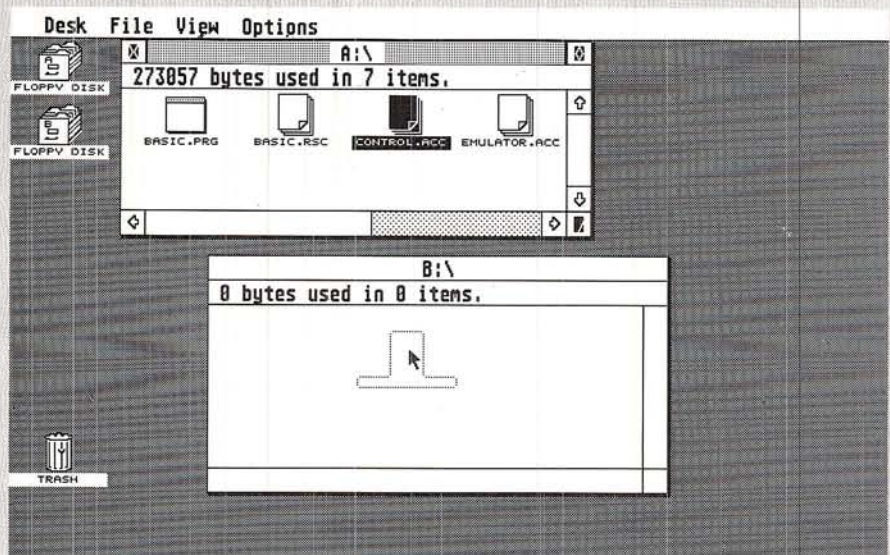 Desk File View Options
A:\
273057 bytes used in 7 items.
A
FLOPPY DISK
BASIC.PRG BASIC.RSC CONTROL.ACC EMULATOR.ACC
B
FLOPPY DISK
B:\
0 bytes used in 0 items.
TRASH